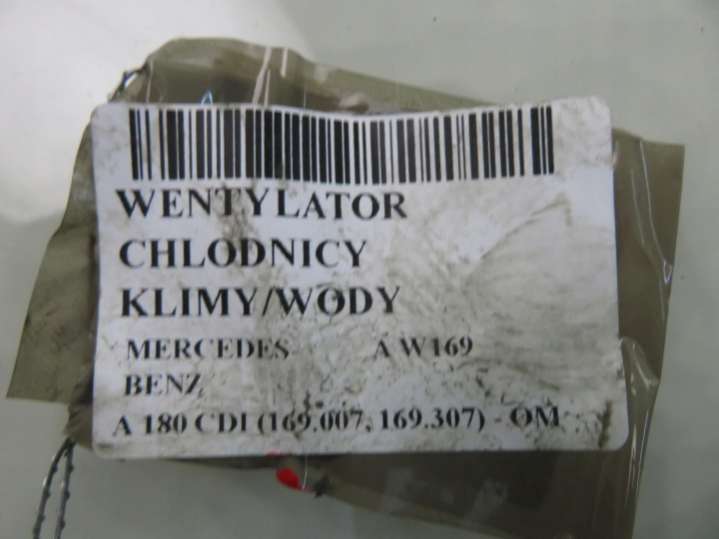 WENTYLATOR
CHLODNICY
KLIMY/WODY
MERCEDES A W169
BENZ
A 180 CDI (169.007, 169.307) - OM